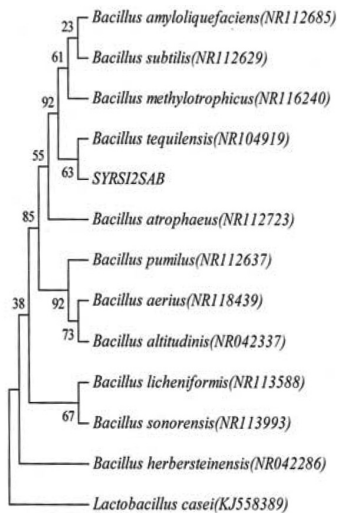 23
Bacillus amyloliquefaciens(NR112685)
61
Bacillus subtilis(NR112629)
92
Bacillus methylotrophicus(NR116240)
Bacillus tequilensis(NR104919)
55
63
SYRSI2SAB
85
Bacillus atrophaeus(NR112723)
Bacillus pumilus(NR112637)
38
92
Bacillus aerius(NR118439)
73
Bacillus altitudinis(NR042337)
Bacillus licheniformis(NR113588)
67
Bacillus sonorensis(NR113993)
Bacillus herbersteinensis(NR042286)
Lactobacillus casei(KJ558389)